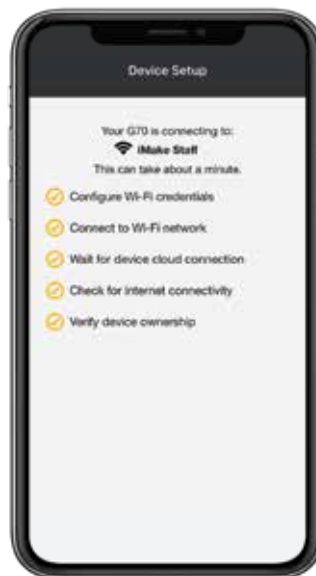 Device Setup
Your G70 is connecting to:
iMake Staff
This can take about a minute.
Configure Wi-Fi credentials
Connect to Wi-Fi network
Wait for device cloud connection
Check for Internet connectivity
Verify device ownership